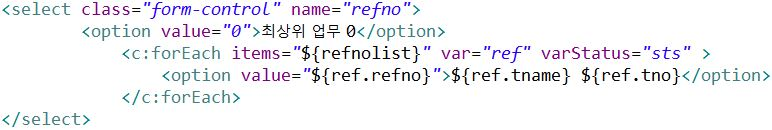 <select class="form-control" name="refno">
<option value="0">최상위 업무 0</option>
<c:forEach items="${refnolist}" var="ref" varStatus="sts" >
<option value="${ref.refno}">${ref.tname} ${ref.tno}</option>
</c:forEach>
</select>